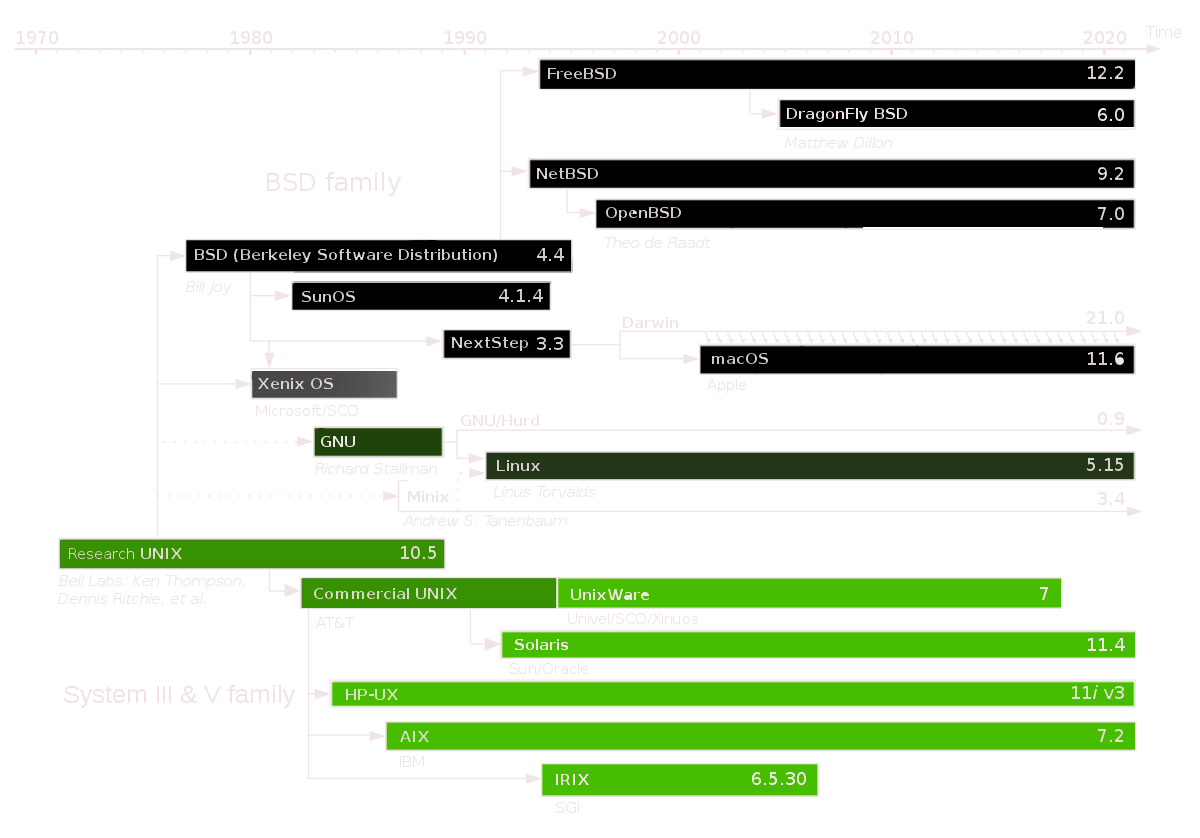 1970 1980 1990 2000 2010 2020 Time
FreeBSD 12.2
DragonFly BSD 6.0
Matthew Dillon
BSD family
NetBSD 9.2
OpenBSD 7.0
Theo de Raadt
BSD (Berkeley Software Distribution) 4.4
Bill Joy
SunOS 4.1.4
Darwin 21.0
NextStep 3.3
macOS 11.6
Apple
Xenix OS
Microsoft/SCO
GNU/Hurd 0.9
GNU
Richard Stallman
Linux 5.15
Linus Torvalds
Minix 3.4
Andrew S. Tanenbaum
Research UNIX 10.5
Bell Labs: Ken Thompson,
Dennis Ritchie, et al.
Commercial UNIX
AT&T
UnixWare 7
Univel/SCO/Xinuos
Solaris 11.4
Sun/Oracle
System III & V family
HP-UX 11i v3
AIX 7.2
IBM
IRIX 6.5.30
SGI